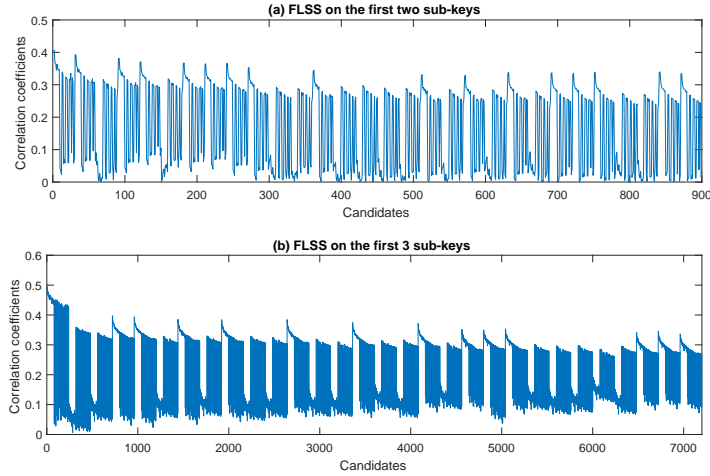 (a) FLSS on the first two sub-keys
0.5
0.4
0.3
0.2
0.1
0
Correlation coefficients
0 100 200 300 400 500 600 700 800 900
Candidates
(b) FLSS on the first 3 sub-keys
0.6
0.5
0.4
0.3
0.2
0.1
0
Correlation coefficients
0 1000 2000 3000 4000 5000 6000 7000
Candidates